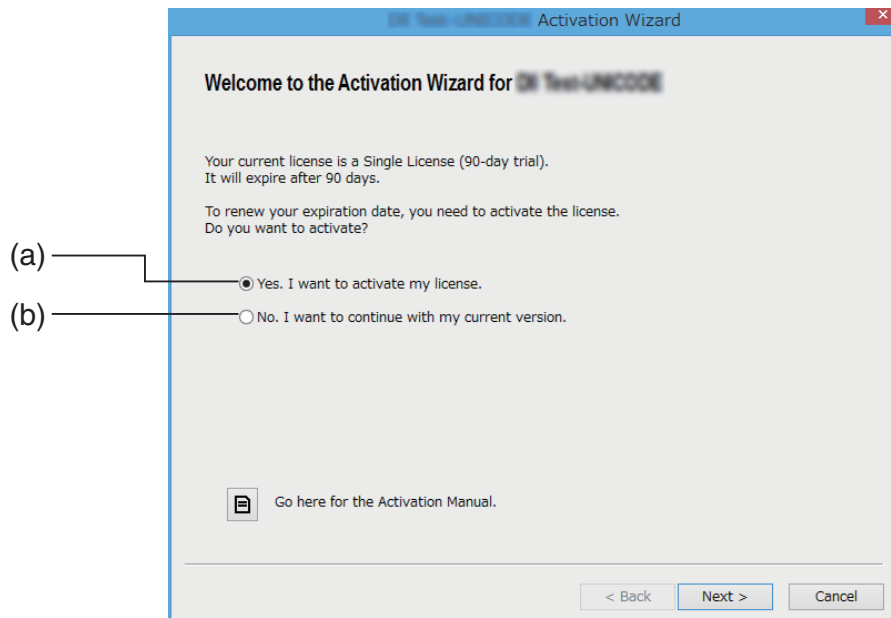 Activation Wizard
Welcome to the Activation Wizard for
Your current license is a Single License (90-day trial).
It will expire after 90 days.
To renew your expiration date, you need to activate the license.
Do you want to activate?
(a)
Yes. I want to activate my license.
(b)
No. I want to continue with my current version.
Go here for the Activation Manual.
< Back Next > Cancel